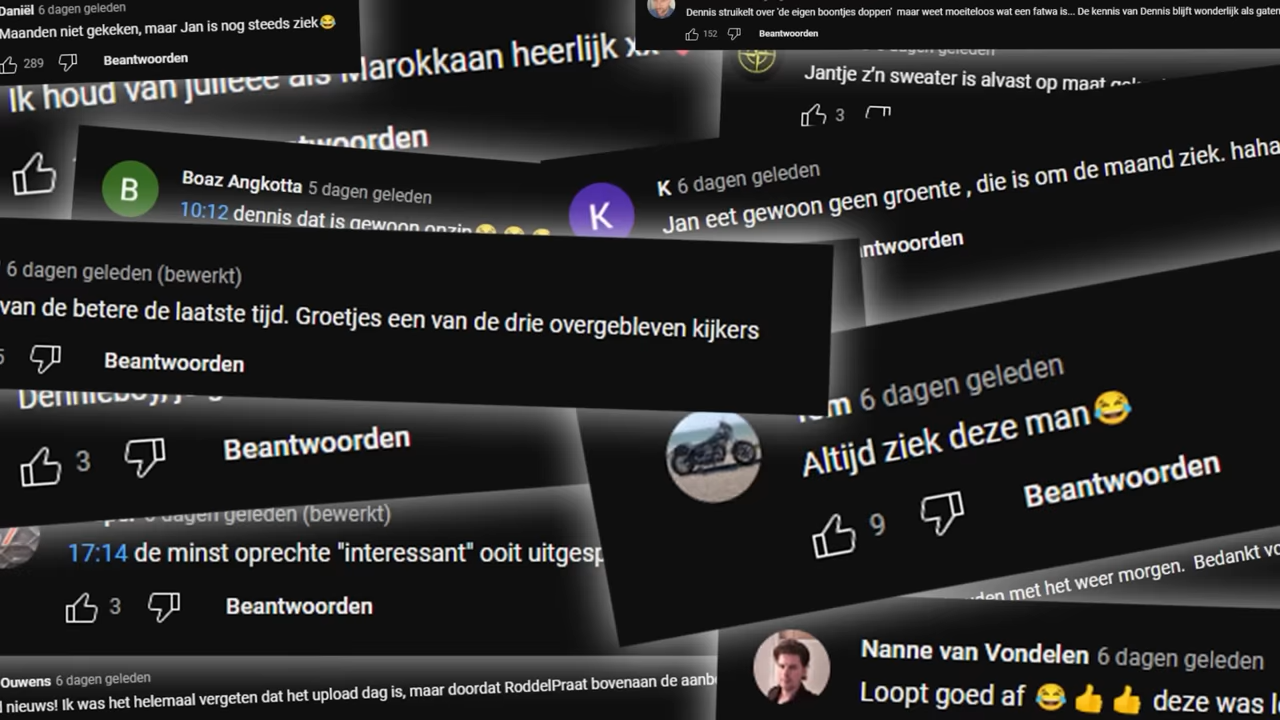 Daniël 6 dagen geleden
Maanden niet gekeken, maar Jan is nog steeds ziek😂
289 Beantwoorden
Dennis struikelt over 'de eigen boontjes doppen' maar weet moeiteloos wat een fatwa is... De kennis van Dennis blijft wonderlijk als
152 Beantwoorden
Ik houd van jullieee als Marokkaan heerlijk xx
dagen geleden
Jantje z'n sweater is alvast op maat
3
Boaz Angkotta 5 dagen geleden
10:12 dennis dat is gewoon onzin
K
K 6 dagen geleden
Jan eet gewoon geen groente , die is om de maand ziek. haha
B
6 dagen geleden (bewerkt)
van de betere de laatste tijd. Groetjes een van de drie overgebleven kijkers
Beantwoorden
3 Beantwoorden
6 dagen geleden
Altijd ziek deze man😂
9 Beantwoorden
dagen geleden (bewerkt)
17:14 de minst oprechte "interessant" ooit
3 Beantwoorden
met het weer morgen. Bedankt
Ouwens 6 dagen geleden
nieuws! Ik was het helemaal vergeten dat het upload dag is, maar doordat RoddelPraat bovenaan de
Nanne van Vondelen 6 dagen geleden
Loopt goed af 😂👍👍 deze was